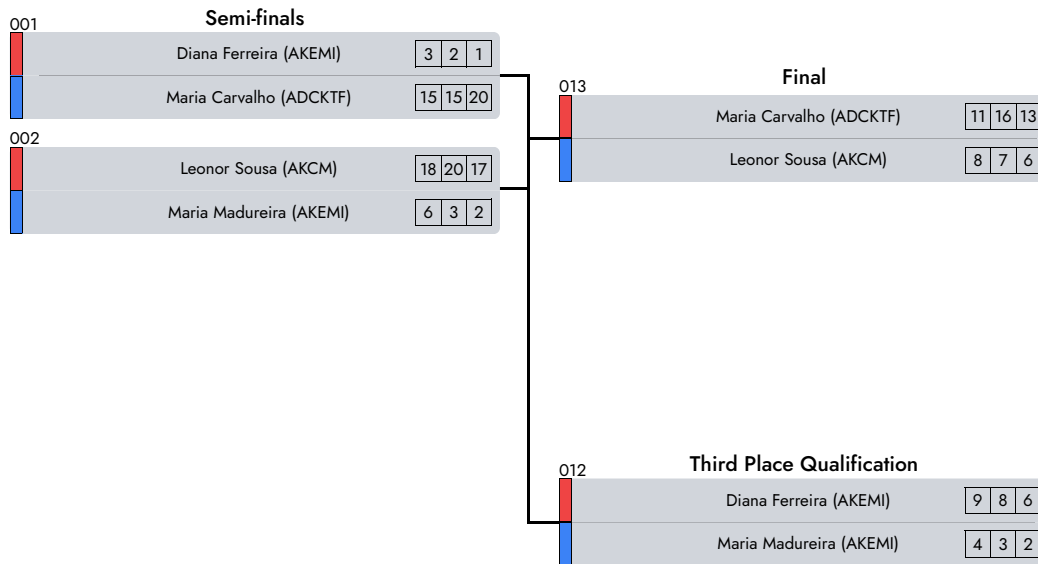 Semi-finals
001
Diana Ferreira (AKEMI) 3 2 1
Maria Carvalho (ADCKTF) 15 15 20
002
Leonor Sousa (AKCM) 18 20 17
Maria Madureira (AKEMI) 6 3 2
Final
013
Maria Carvalho (ADCKTF) 11 16 13
Leonor Sousa (AKCM) 8 7 6
Third Place Qualification
012
Diana Ferreira (AKEMI) 9 8 6
Maria Madureira (AKEMI) 4 3 2